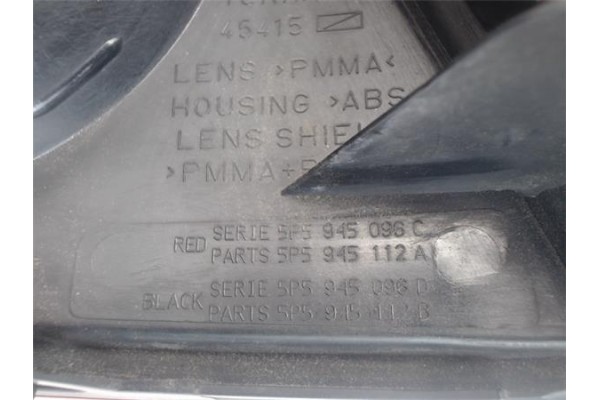 45415
LENS >PMMA<
HOUSING >ABS
LENS SHIEL
>PMMA+P
RED SERIE 5P5 945 096 C
PARTS 5P5 945 112 A
BLACK SERIE 5P5 945 096 D
PARTS 5P5 945 112 B